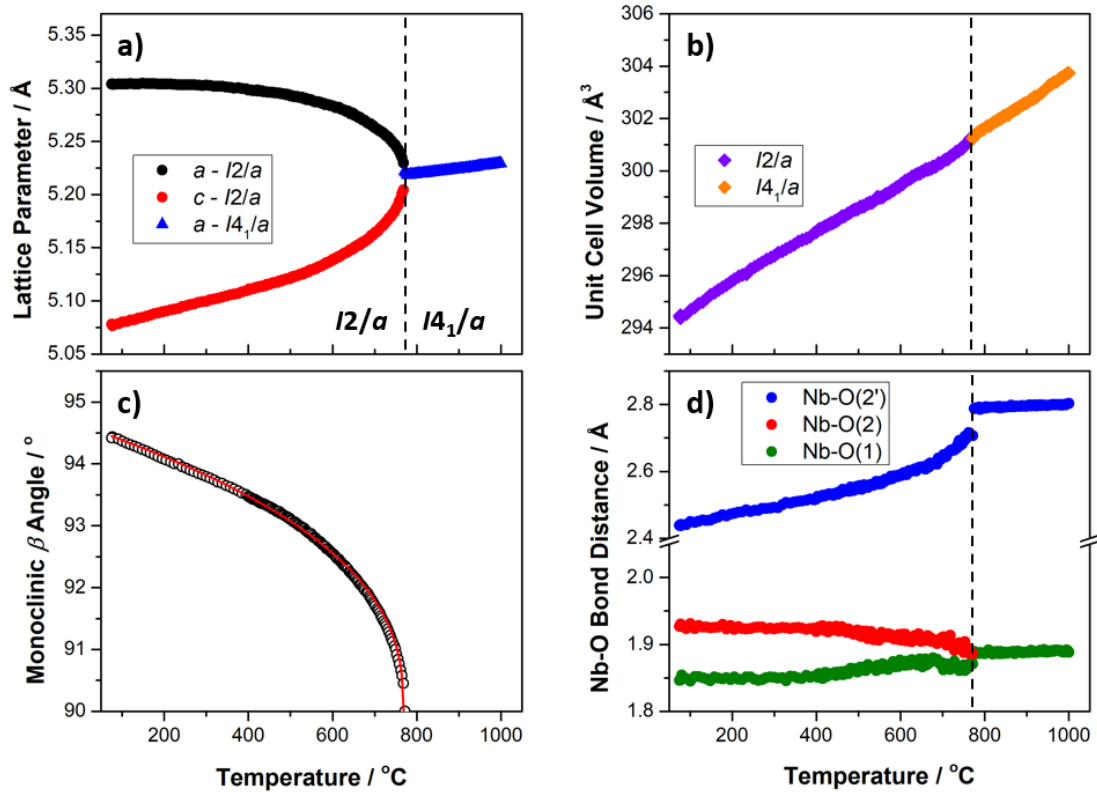 a)
5.35
5.30
5.25
5.20
5.15
5.10
5.05
Lattice Parameter / Å
a - I2/a
c - I2/a
a - I4₁/a
I2/a
I4₁/a
b)
306
304
302
300
298
296
294
Unit Cell Volume / Å³
I2/a
I4₁/a
c)
95
94
93
92
91
90
Monoclinic β Angle / °
200 400 600 800 1000
Temperature / °C
d)
2.8
2.6
2.4
2.0
1.9
1.8
Nb-O Bond Distance / Å
Nb-O(2')
Nb-O(2)
Nb-O(1)
200 400 600 800 1000
Temperature / °C